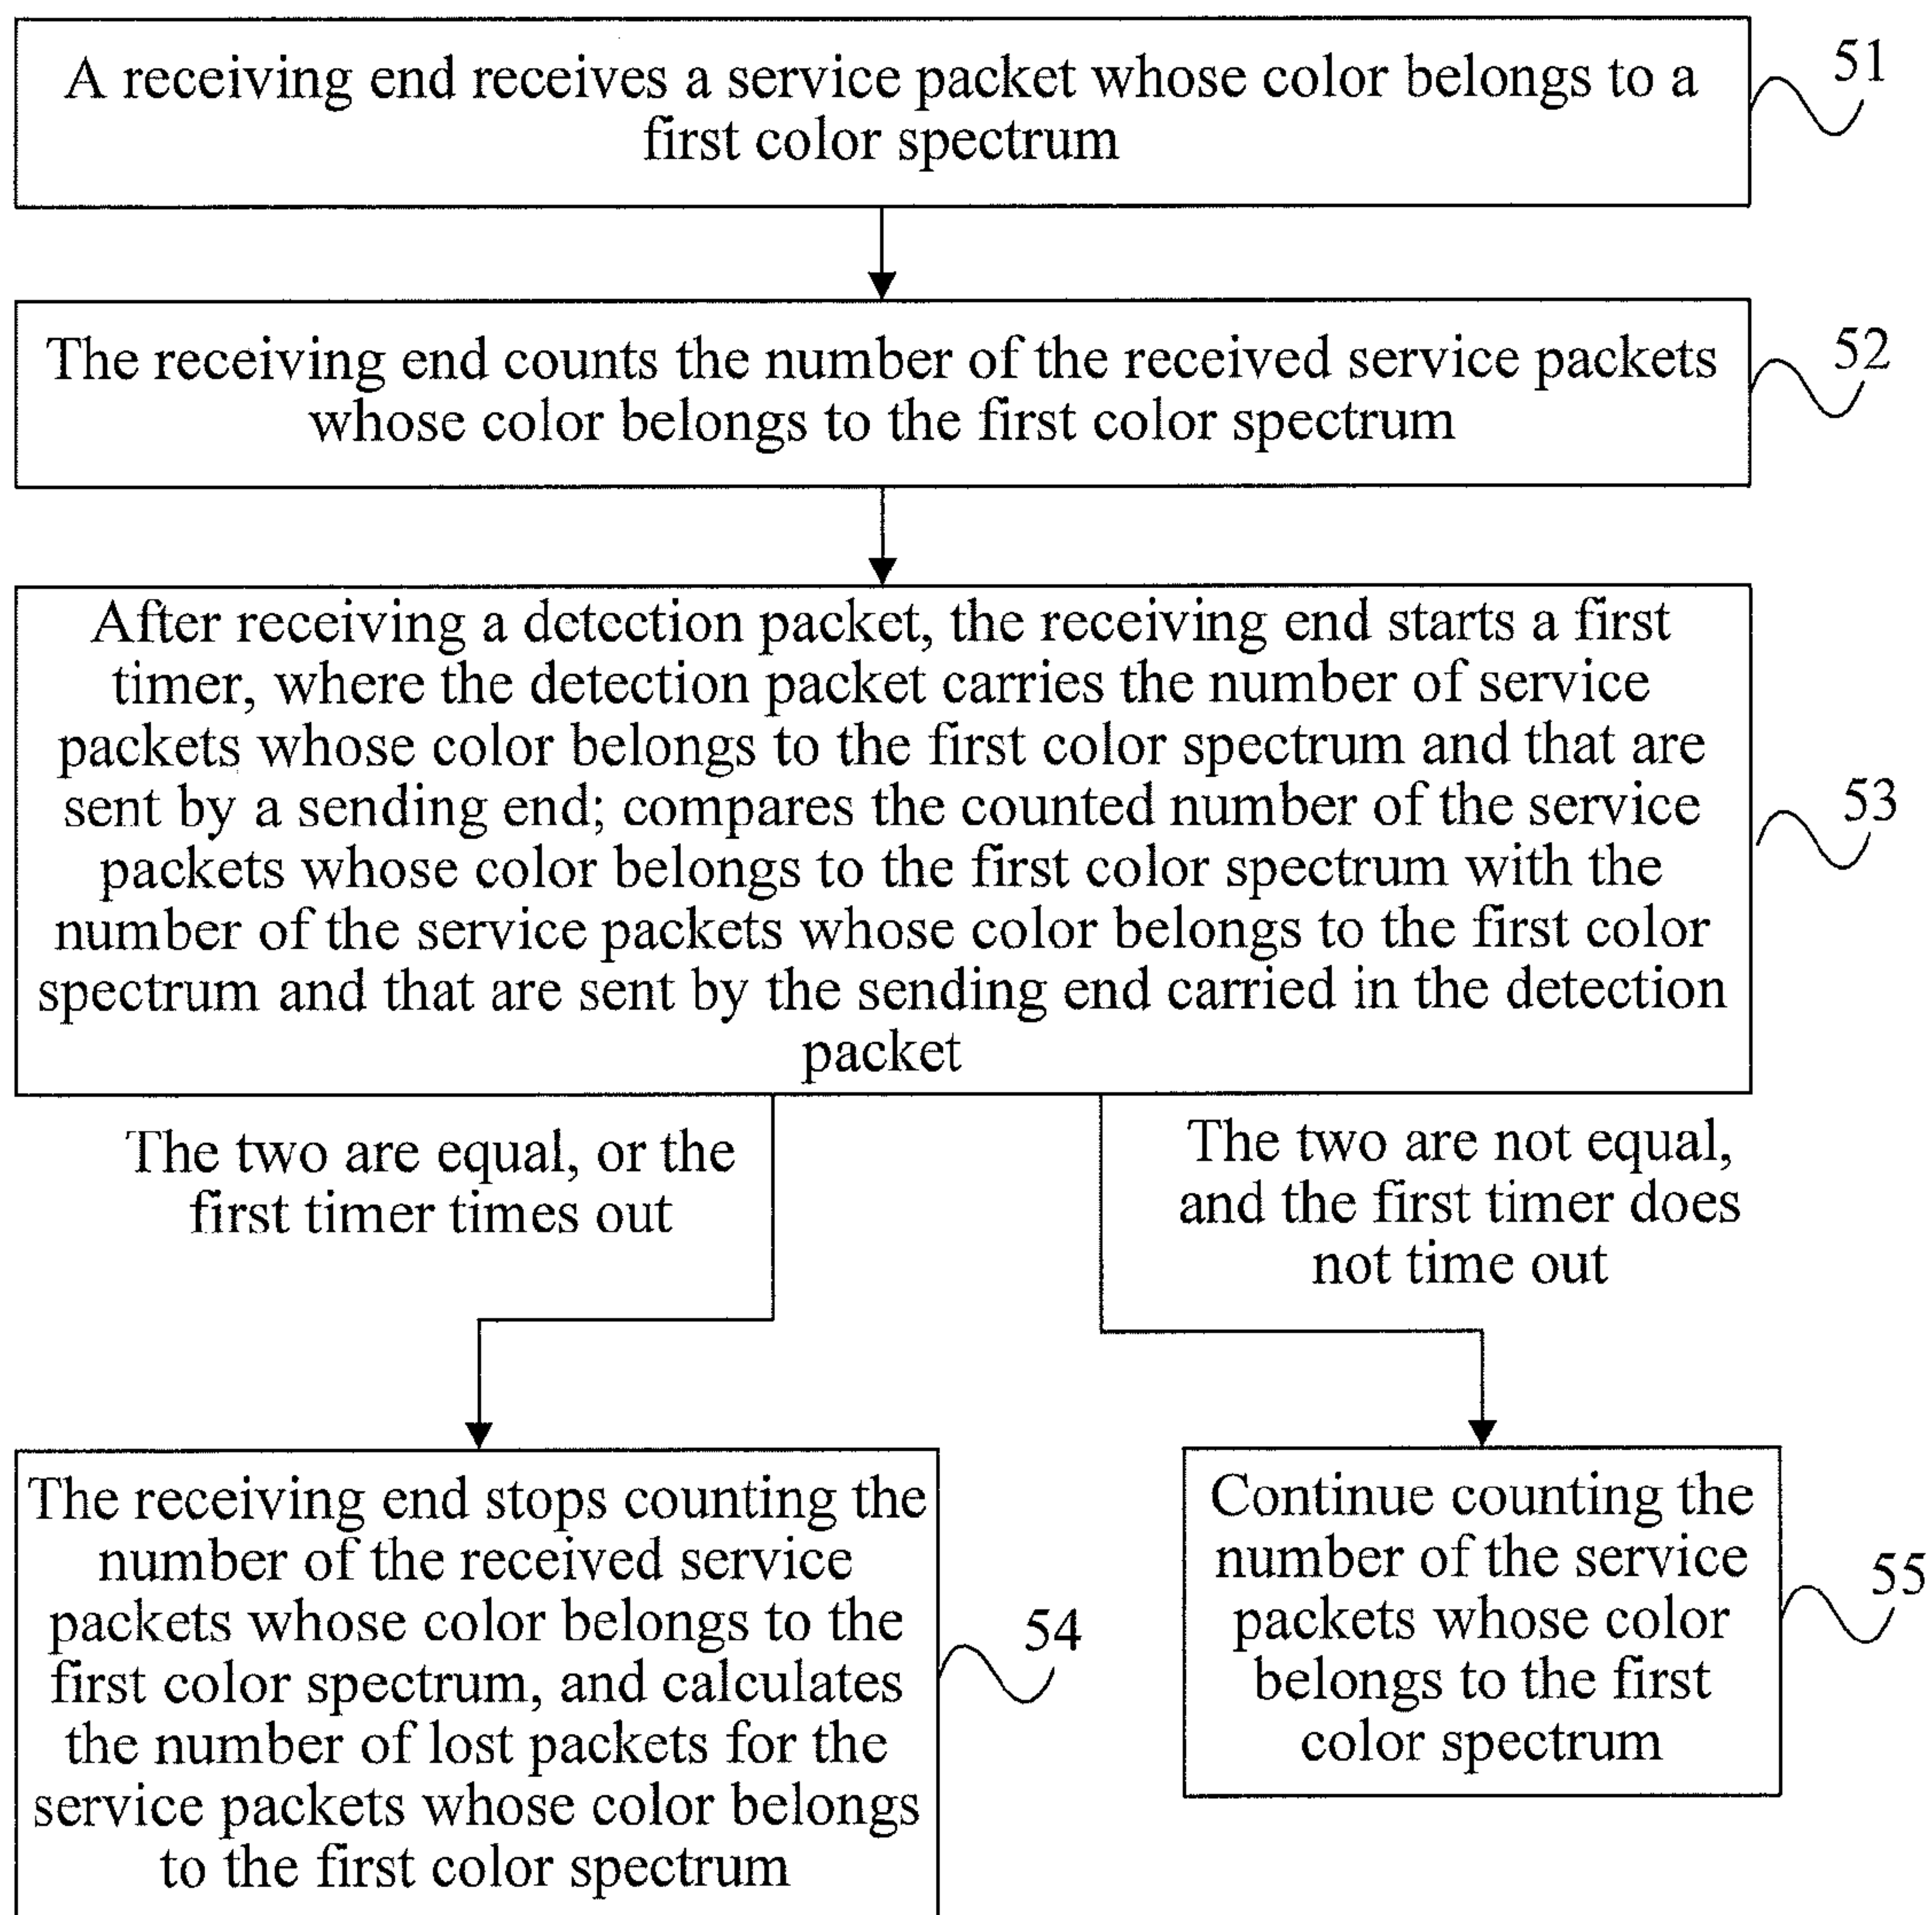 A receiving end receives a service packet whose color belongs to a
first color spectrum
51
The receiving end counts the number of the received service packets
whose color belongs to the first color spectrum
52
After receiving a detection packet, the receiving end starts a first
timer, where the detection packet carries the number of service
packets whose color belongs to the first color spectrum and that are
sent by a sending end; compares the counted number of the service
packets whose color belongs to the first color spectrum with the
number of the service packets whose color belongs to the first color
spectrum and that are sent by the sending end carried in the detection
packet
53
The two are equal, or the
first timer times out
The two are not equal,
and the first timer does
not time out
The receiving end stops counting the
number of the received service
packets whose color belongs to the
first color spectrum, and calculates
the number of lost packets for the
service packets whose color belongs
to the first color spectrum
54
Continue counting the
number of the service
packets whose color
belongs to the first
color spectrum
55